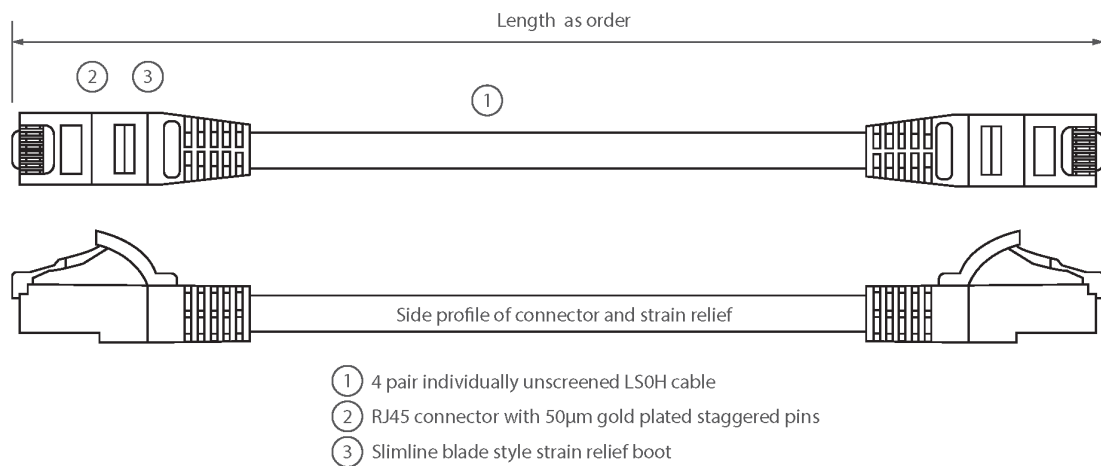 Length as order
2 3
1
Side profile of connector and strain relief
1 4 pair individually unscreened LS0H cable
2 RJ45 connector with 50µm gold plated staggered pins
3 Slimline blade style strain relief boot